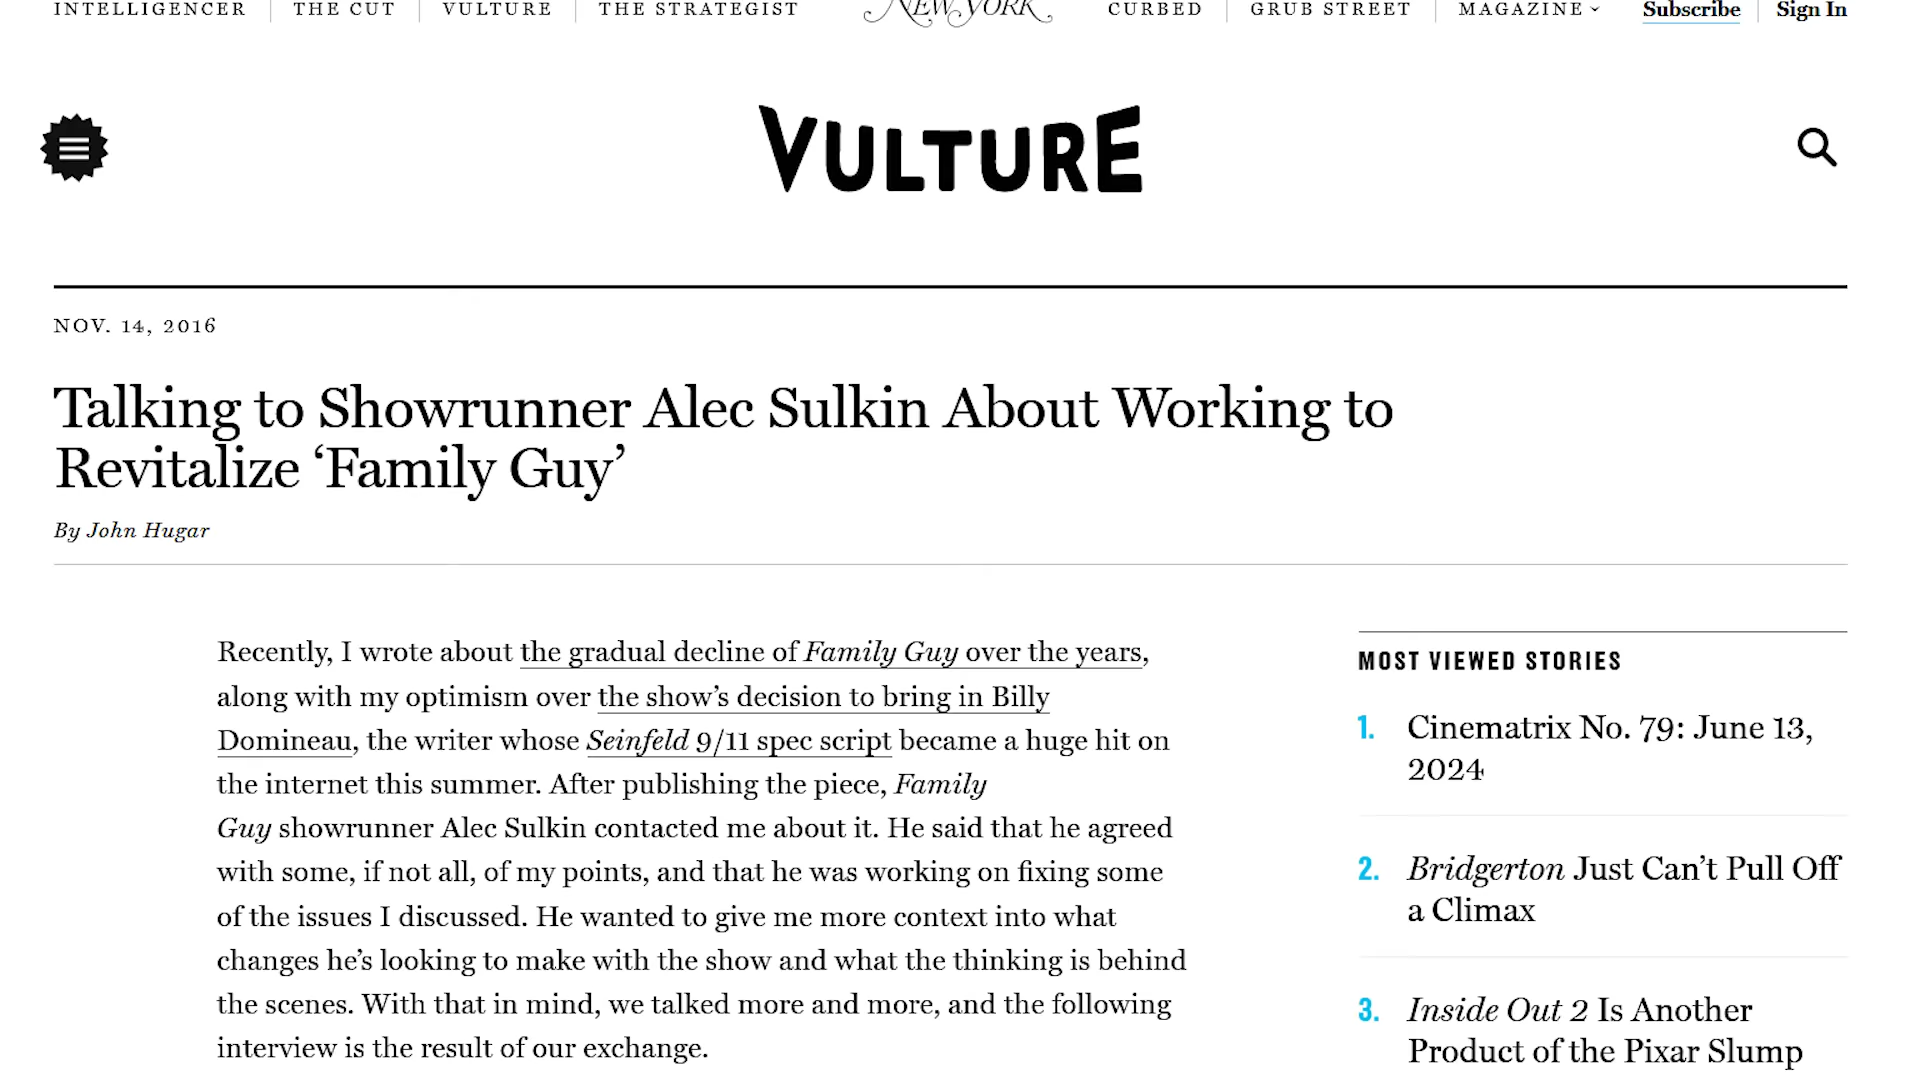 INTELLIGENCER THE CUT VULTURE THE STRATEGIST NEW YORK CURBED GRUB STREET MAGAZINE Subscribe Sign In
VULTURE
NOV. 14, 2016
Talking to Showrunner Alec Sulkin About Working to
Revitalize ‘Family Guy’
By John Hugar
Recently, I wrote about the gradual decline of Family Guy over the years,
along with my optimism over the show’s decision to bring in Billy
Domineau, the writer whose Seinfeld 9/11 spec script became a huge hit on
the internet this summer. After publishing the piece, Family
Guy showrunner Alec Sulkin contacted me about it. He said that he agreed
with some, if not all, of my points, and that he was working on fixing some
of the issues I discussed. He wanted to give me more context into what
changes he’s looking to make with the show and what the thinking is behind
the scenes. With that in mind, we talked more and more, and the following
interview is the result of our exchange.
MOST VIEWED STORIES
1. Cinematrix No. 79: June 13,
2024
2. Bridgerton Just Can’t Pull Off
a Climax
3. Inside Out 2 Is Another
Product of the Pixar Slump